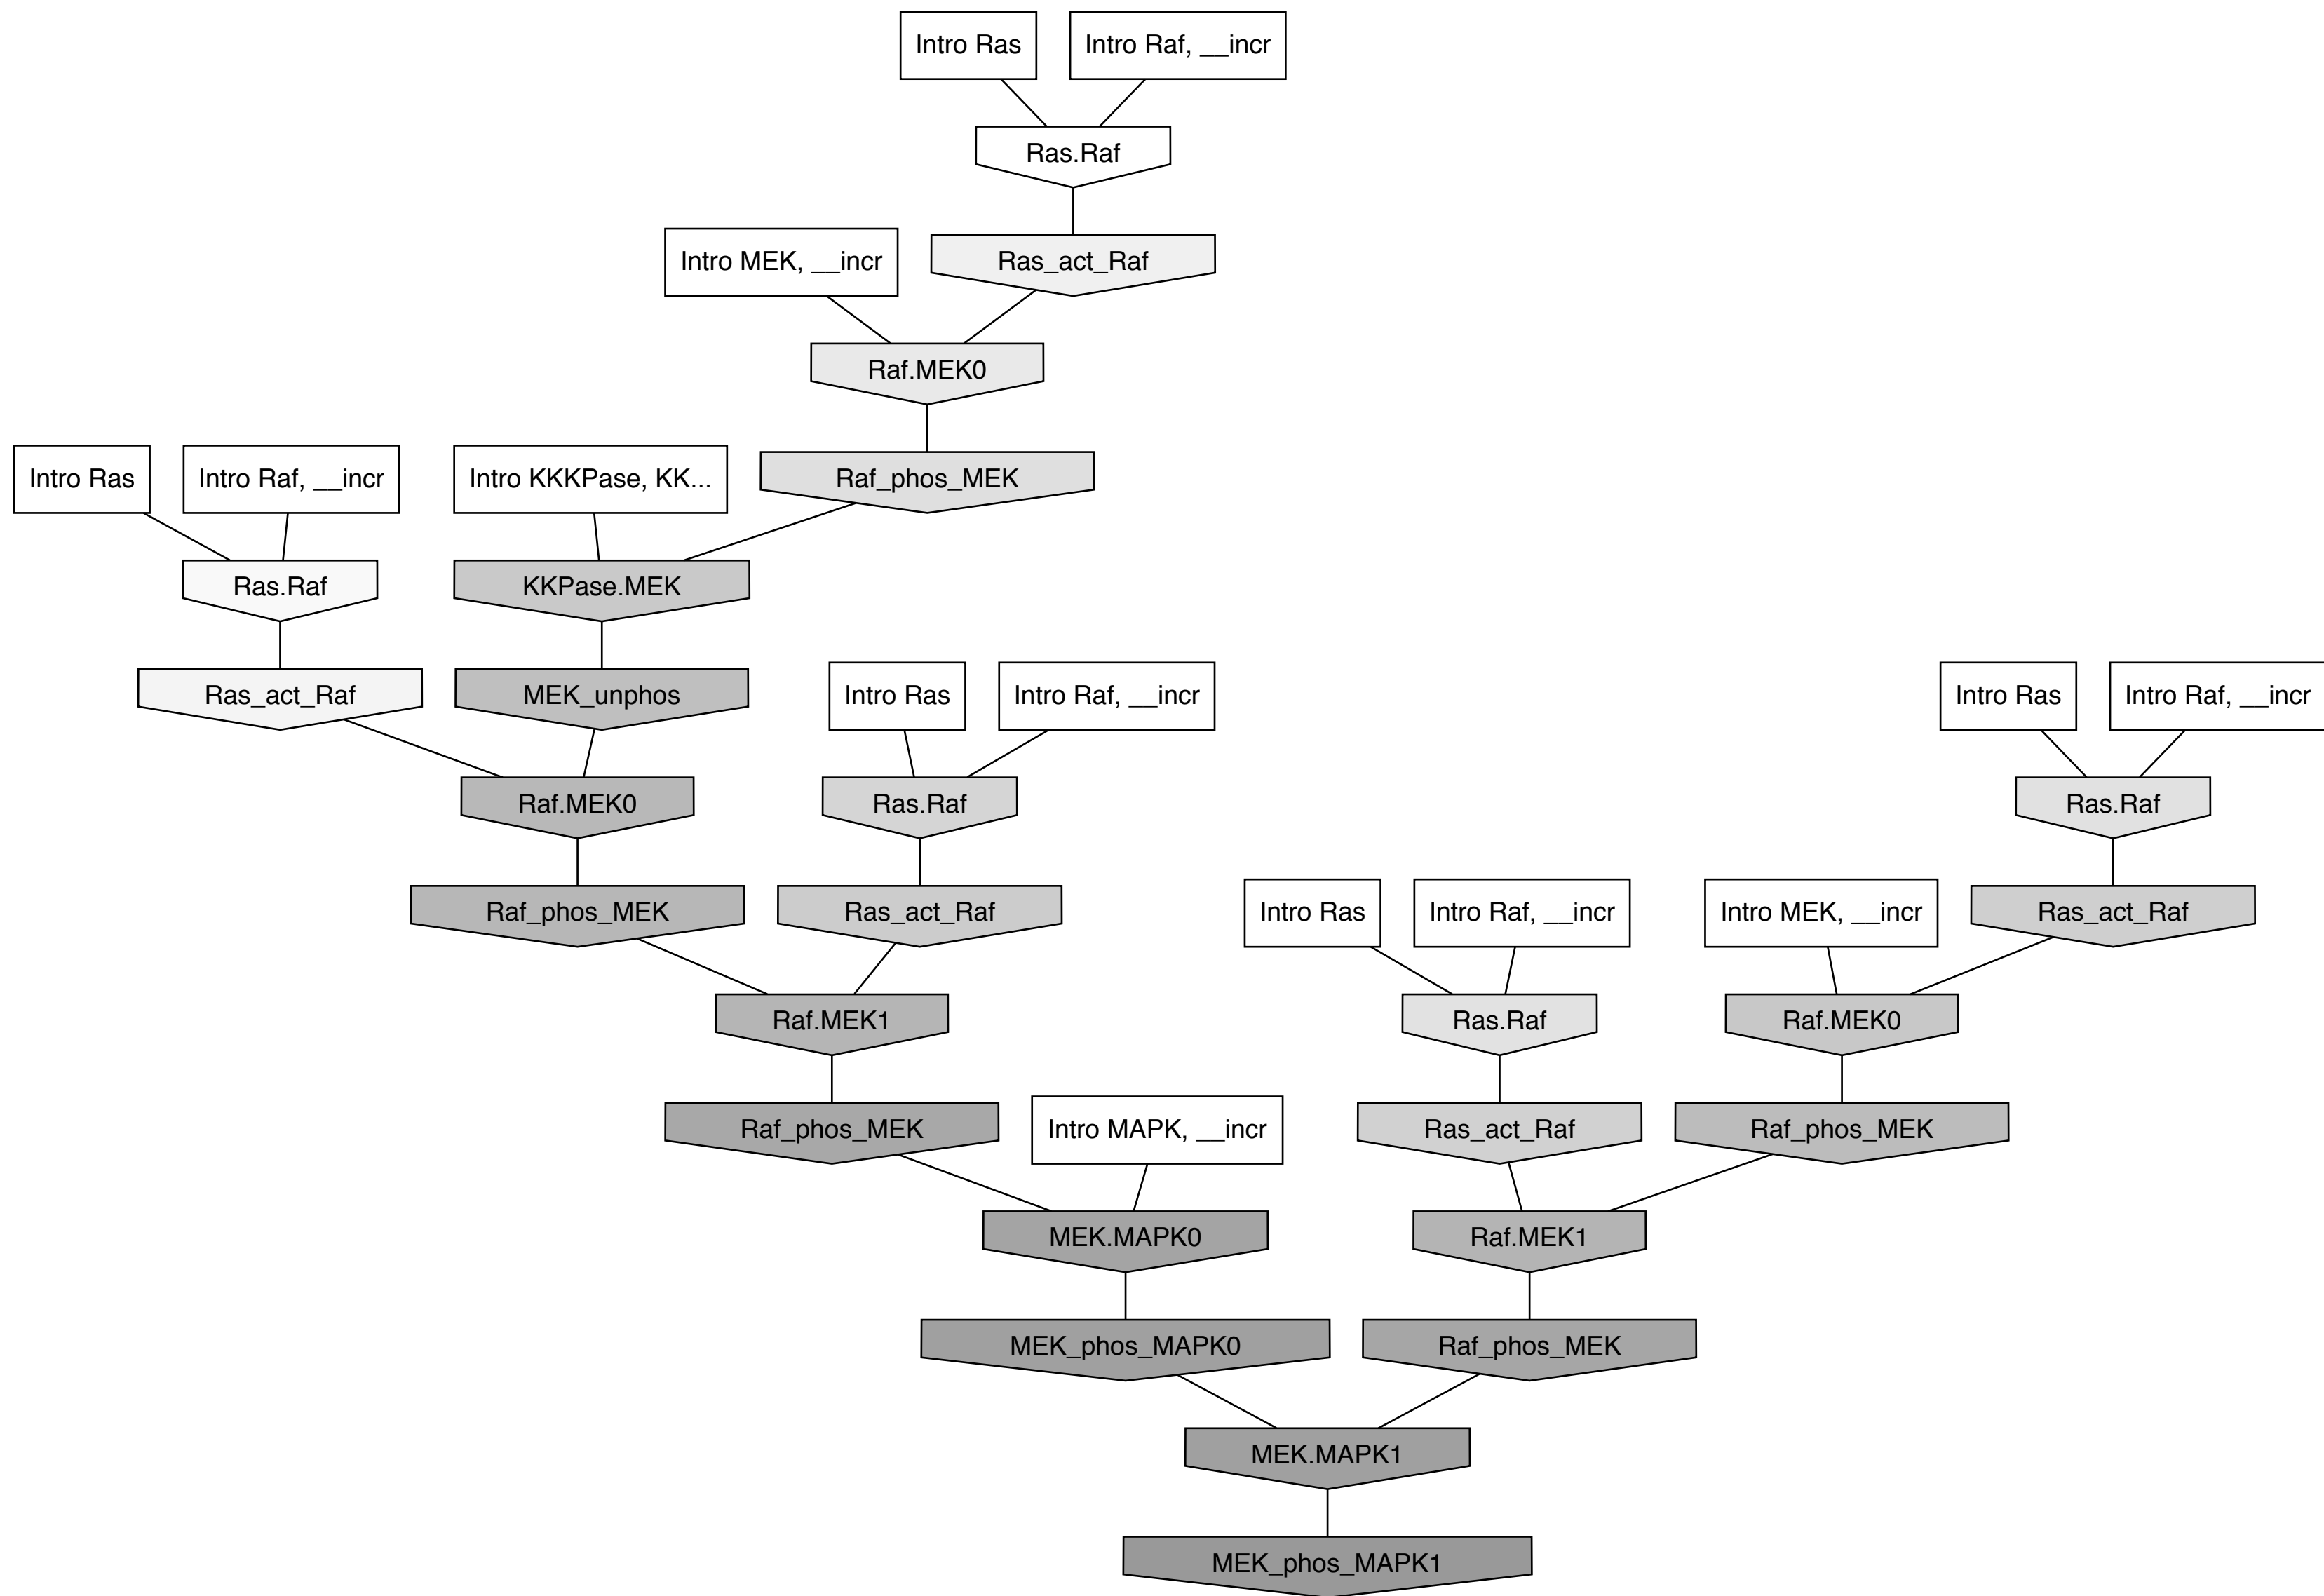 Intro Ras
Intro Raf, __incr
Ras.Raf
Intro MEK, __incr
Ras_act_Raf
Raf.MEK0
Intro Ras
Intro Raf, __incr
Intro KKKPase, KK...
Raf_phos_MEK
Ras.Raf
KKPase.MEK
Ras_act_Raf
MEK_unphos
Intro Ras
Intro Raf, __incr
Intro Ras
Intro Raf, __incr
Raf.MEK0
Ras.Raf
Ras.Raf
Raf_phos_MEK
Ras_act_Raf
Intro Ras
Intro Raf, __incr
Intro MEK, __incr
Ras_act_Raf
Raf.MEK1
Ras.Raf
Raf.MEK0
Raf_phos_MEK
Intro MAPK, __incr
Ras_act_Raf
Raf_phos_MEK
MEK.MAPK0
Raf.MEK1
MEK_phos_MAPK0
Raf_phos_MEK
MEK.MAPK1
MEK_phos_MAPK1